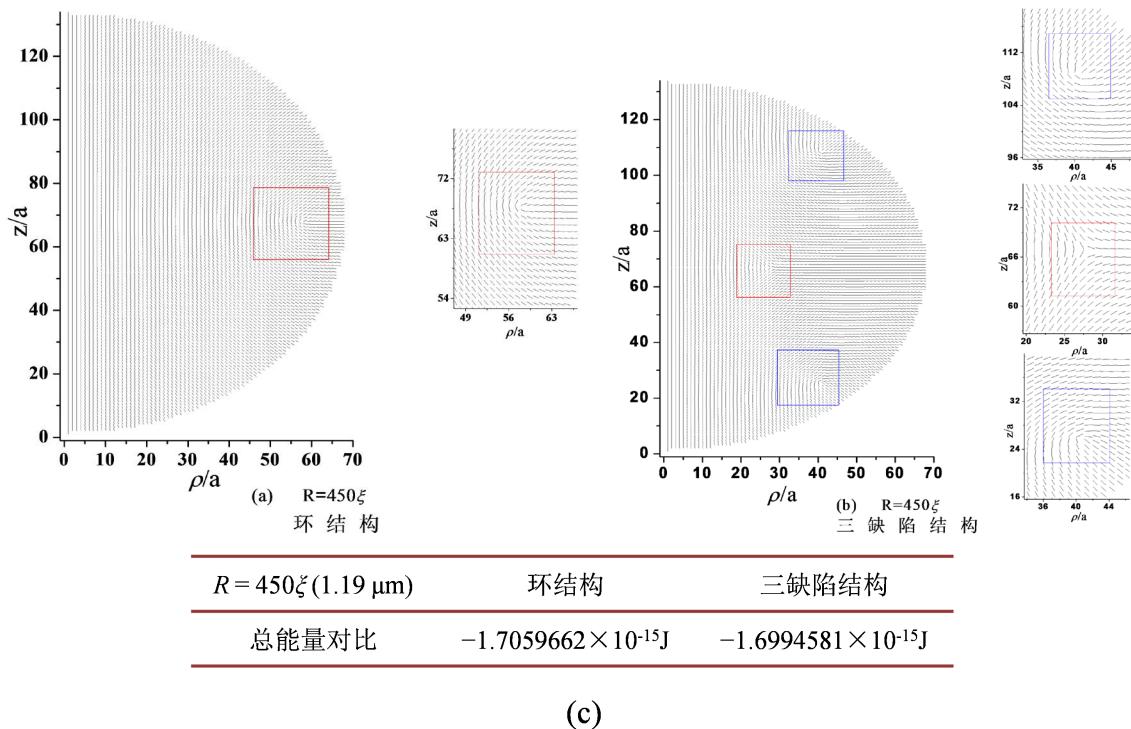 z/a
120
100
80
60
40
20
0
0 10 20 30 40 50 60 70
ρ/a
(a) R=450ξ
环 结 构
z/a
72
63
54
49 56 63
ρ/a
z/a
120
100
80
60
40
20
0
0 10 20 30 40 50 60 70
ρ/a
(b) R=450ξ
三 缺 陷 结 构
z/a
112
104
96
35 40 45
ρ/a
z/a
72
66
60
20 25 30
ρ/a
z/a
32
24
16
36 40 44
ρ/a
R = 450ξ (1.19 μm) 环结构 三缺陷结构
总能量对比 −1.7059662×10⁻¹⁵J −1.6994581×10⁻¹⁵J
(c)